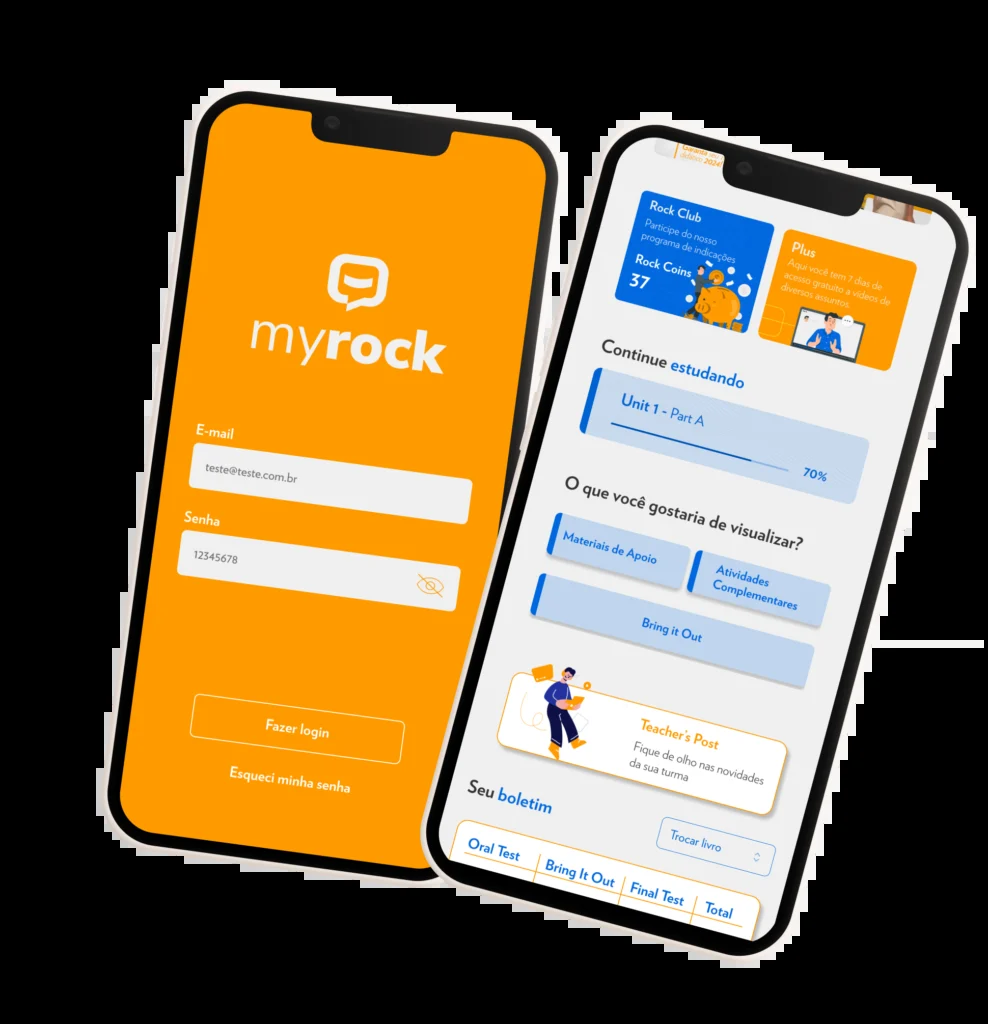 myrock
E-mail
teste@teste.com.br
Senha
12345678
Fazer login
Esqueci minha senha
Garanta seu
2024!
Rock Club
Participe do nosso
programa de indicações
Rock Coins
37
Plus
Aqui você tem 7 dias de
acesso gratuito a vídeos de
diversos assuntos.
Continue estudando
Unit 1 - Part A
70%
O que você gostaria de visualizar?
Materiais de Apoio
Atividades
Complementares
Bring it Out
Teacher's Post
Fique de olho nas novidades
da sua turma
Seu boletim
Trocar livro
Oral Test
Bring It Out
Final Test
Total